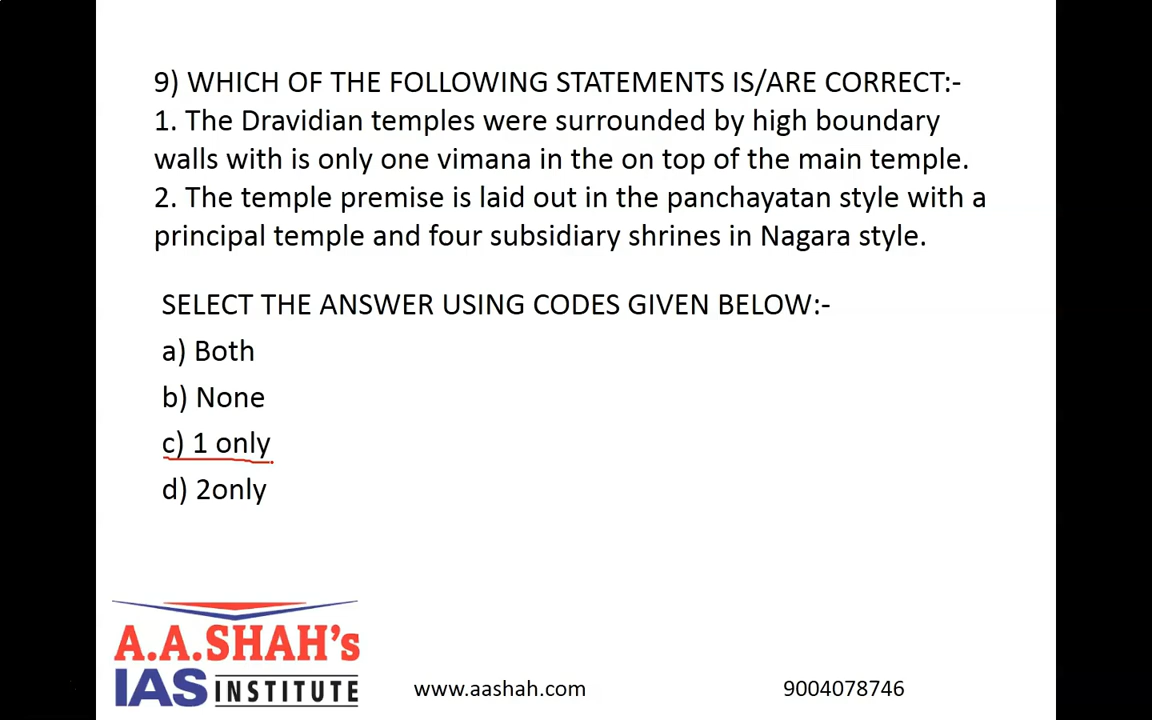 9) WHICH OF THE FOLLOWING STATEMENTS IS/ARE CORRECT:-
1. The Dravidian temples were surrounded by high boundary
walls with is only one vimana in the on top of the main temple.
2. The temple premise is laid out in the panchayatan style with a
principal temple and four subsidiary shrines in Nagara style.
SELECT THE ANSWER USING CODES GIVEN BELOW:-
a) Both
b) None
c) 1 only
d) 2only
A.A.SHAH's
IAS INSTITUTE
www.aashah.com 9004078746